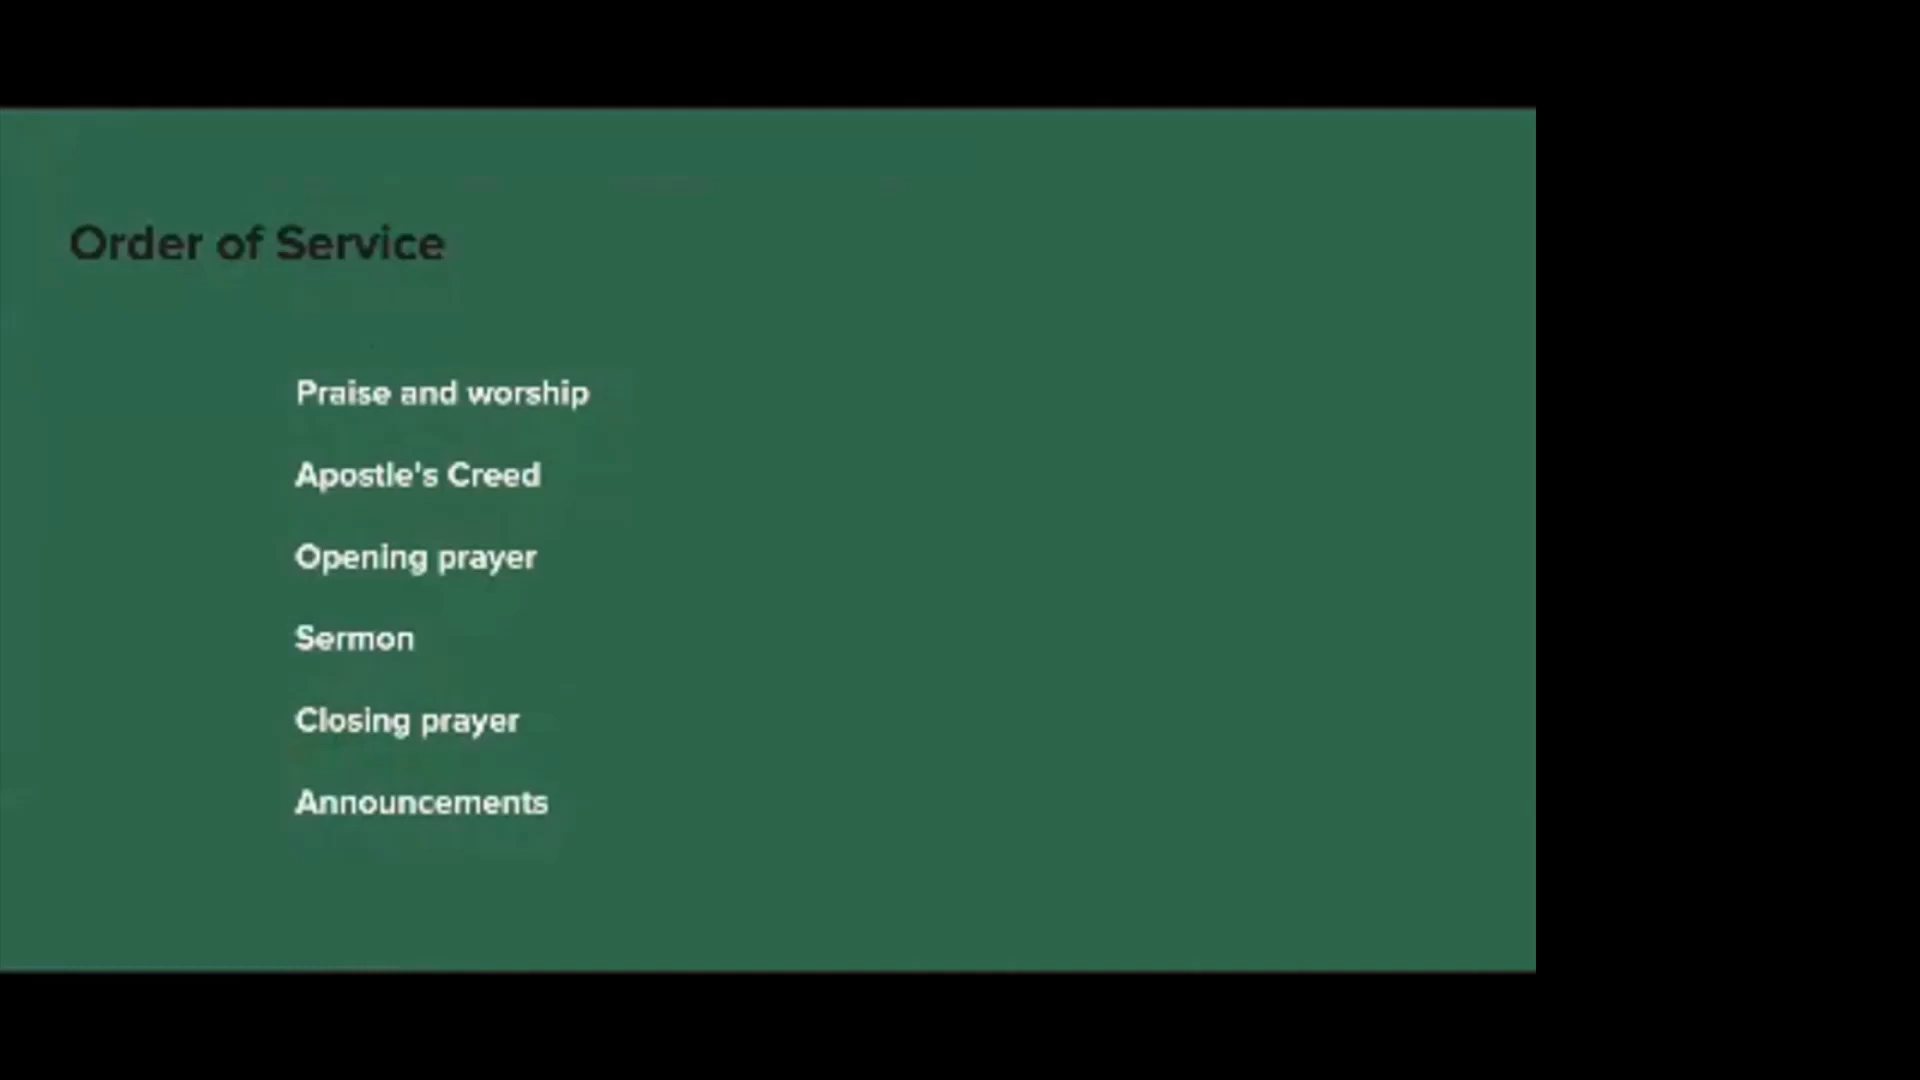 Order of Service
Praise and worship
Apostle's Creed
Opening prayer
Sermon
Closing prayer
Announcements